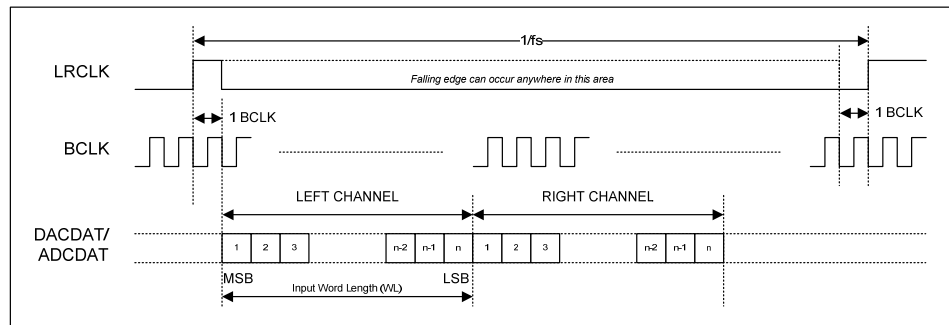 1/fs
LRCLK
Falling edge can occur anywhere in this area
1 BCLK
1 BCLK
BCLK
LEFT CHANNEL
RIGHT CHANNEL
DACDAT/
ADCDAT
1 2 3 n-2 n-1 n 1 2 3 n-2 n-1 n
MSB LSB
Input Word Length (WL)